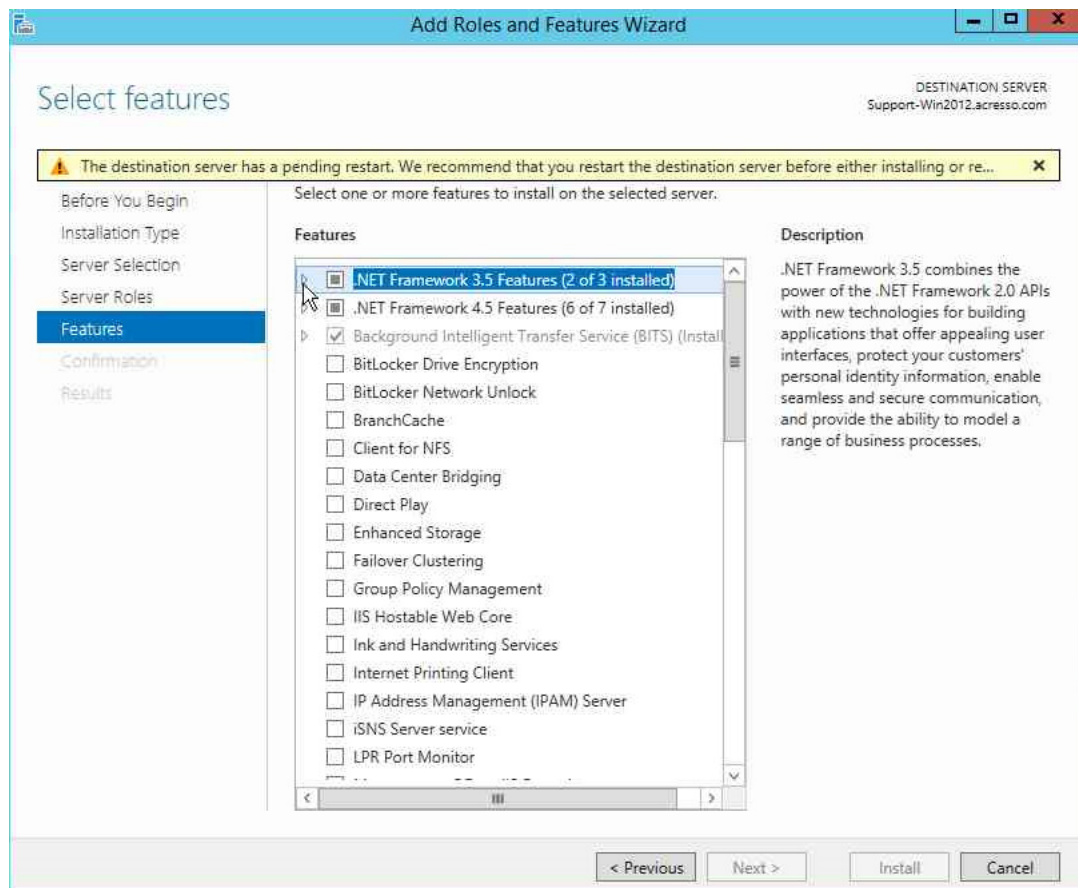 Add Roles and Features Wizard
Select features
DESTINATION SERVER
Support-Win2012.acresso.com
The destination server has a pending restart. We recommend that you restart the destination server before either installing or re...
Before You Begin
Installation Type
Server Selection
Server Roles
Features
Confirmation
Results
Select one or more features to install on the selected server.
Features
.NET Framework 3.5 Features (2 of 3 installed)
.NET Framework 4.5 Features (6 of 7 installed)
Background Intelligent Transfer Service (BITS) (Install
BitLocker Drive Encryption
BitLocker Network Unlock
BranchCache
Client for NFS
Data Center Bridging
Direct Play
Enhanced Storage
Failover Clustering
Group Policy Management
IIS Hostable Web Core
Ink and Handwriting Services
Internet Printing Client
IP Address Management (IPAM) Server
iSNS Server service
LPR Port Monitor
Description
.NET Framework 3.5 combines the
power of the .NET Framework 2.0 APIs
with new technologies for building
applications that offer appealing user
interfaces, protect your customers'
personal identity information, enable
seamless and secure communication,
and provide the ability to model a
range of business processes.
< Previous
Next >
Install
Cancel